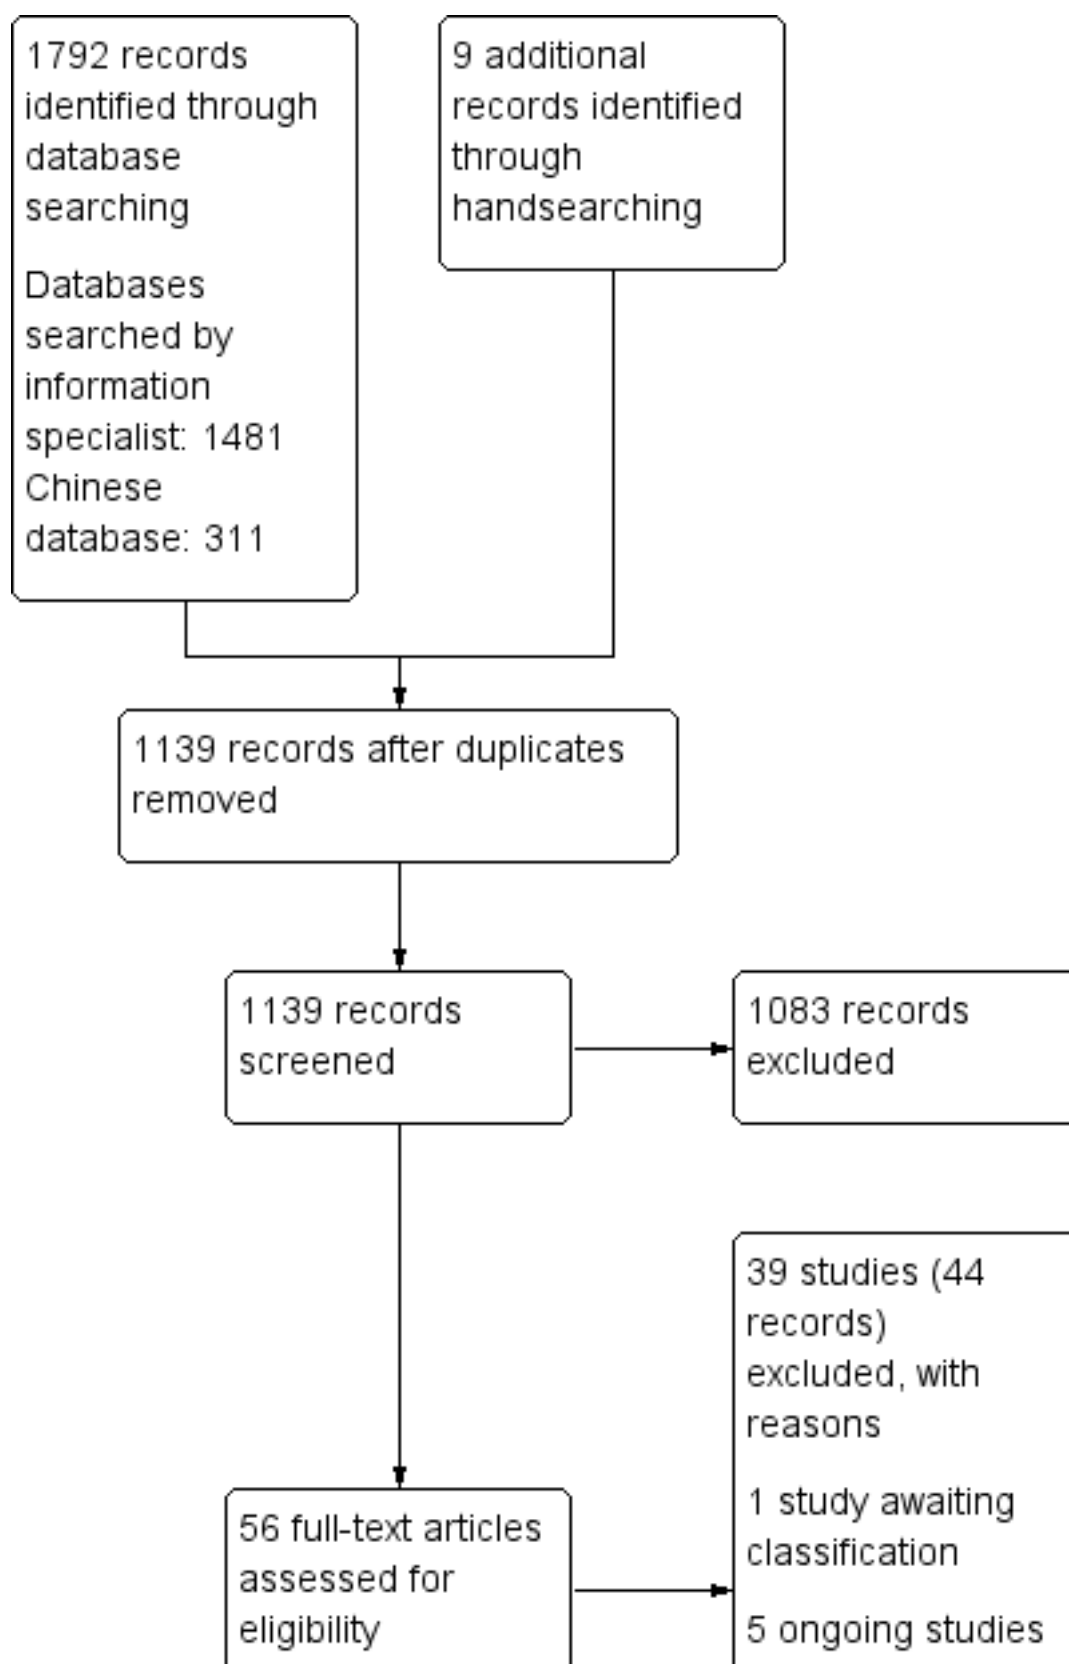 1792 records
identified through
database
searching
Databases
searched by
information
specialist: 1481
Chinese
database: 311
9 additional
records identified
through
handsearching
1139 records after duplicates
removed
1139 records
screened
1083 records
excluded
39 studies (44
records)
excluded, with
reasons
1 study awaiting
classification
5 ongoing studies
56 full-text articles
assessed for
eligibility